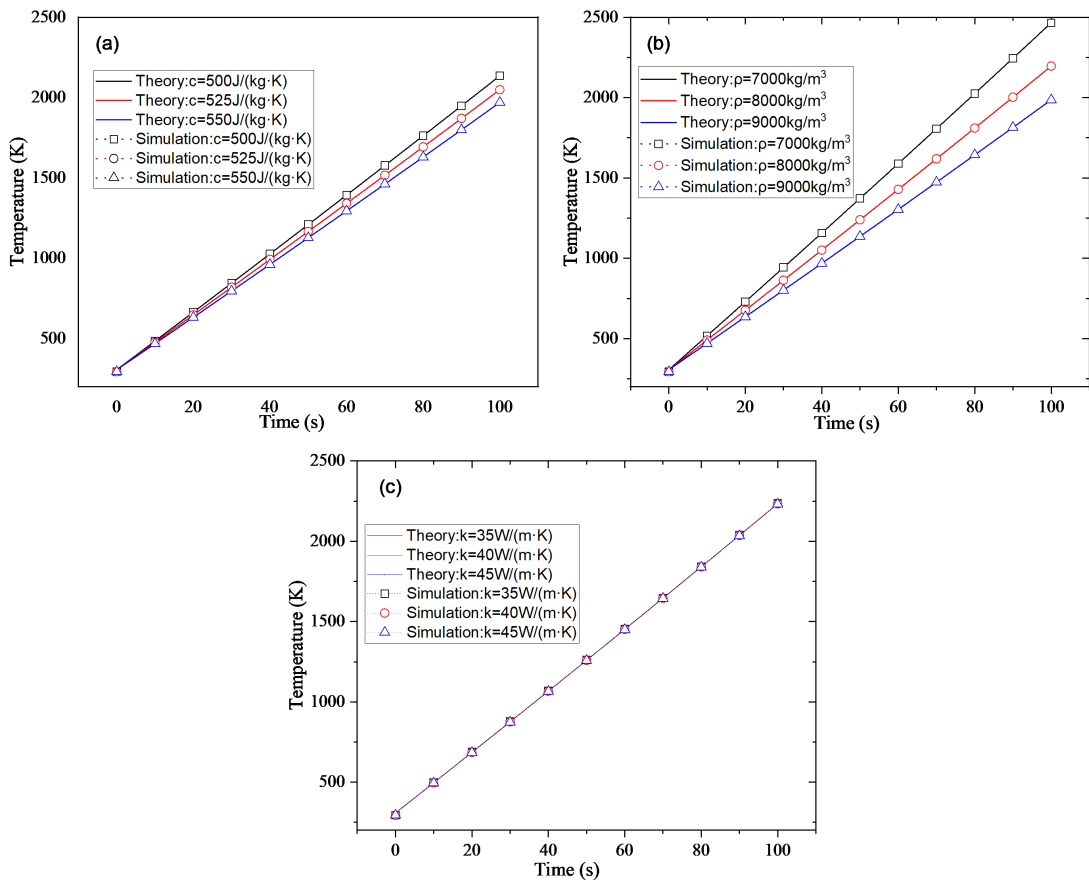 (a)
Theory:c=500J/(kg·K)
Theory:c=525J/(kg·K)
Theory:c=550J/(kg·K)
Simulation:c=500J/(kg·K)
Simulation:c=525J/(kg·K)
Simulation:c=550J/(kg·K)
2500
2000
1500
1000
500
Temperature (K)
0 20 40 60 80 100
Time (s)
(b)
Theory:ρ=7000kg/m³
Theory:ρ=8000kg/m³
Theory:ρ=9000kg/m³
Simulation:ρ=7000kg/m³
Simulation:ρ=8000kg/m³
Simulation:ρ=9000kg/m³
2500
2000
1500
1000
500
Temperature (K)
0 20 40 60 80 100
Time (s)
(c)
Theory:k=35W/(m·K)
Theory:k=40W/(m·K)
Theory:k=45W/(m·K)
Simulation:k=35W/(m·K)
Simulation:k=40W/(m·K)
Simulation:k=45W/(m·K)
2500
2000
1500
1000
500
Temperature (K)
0 20 40 60 80 100
Time (s)